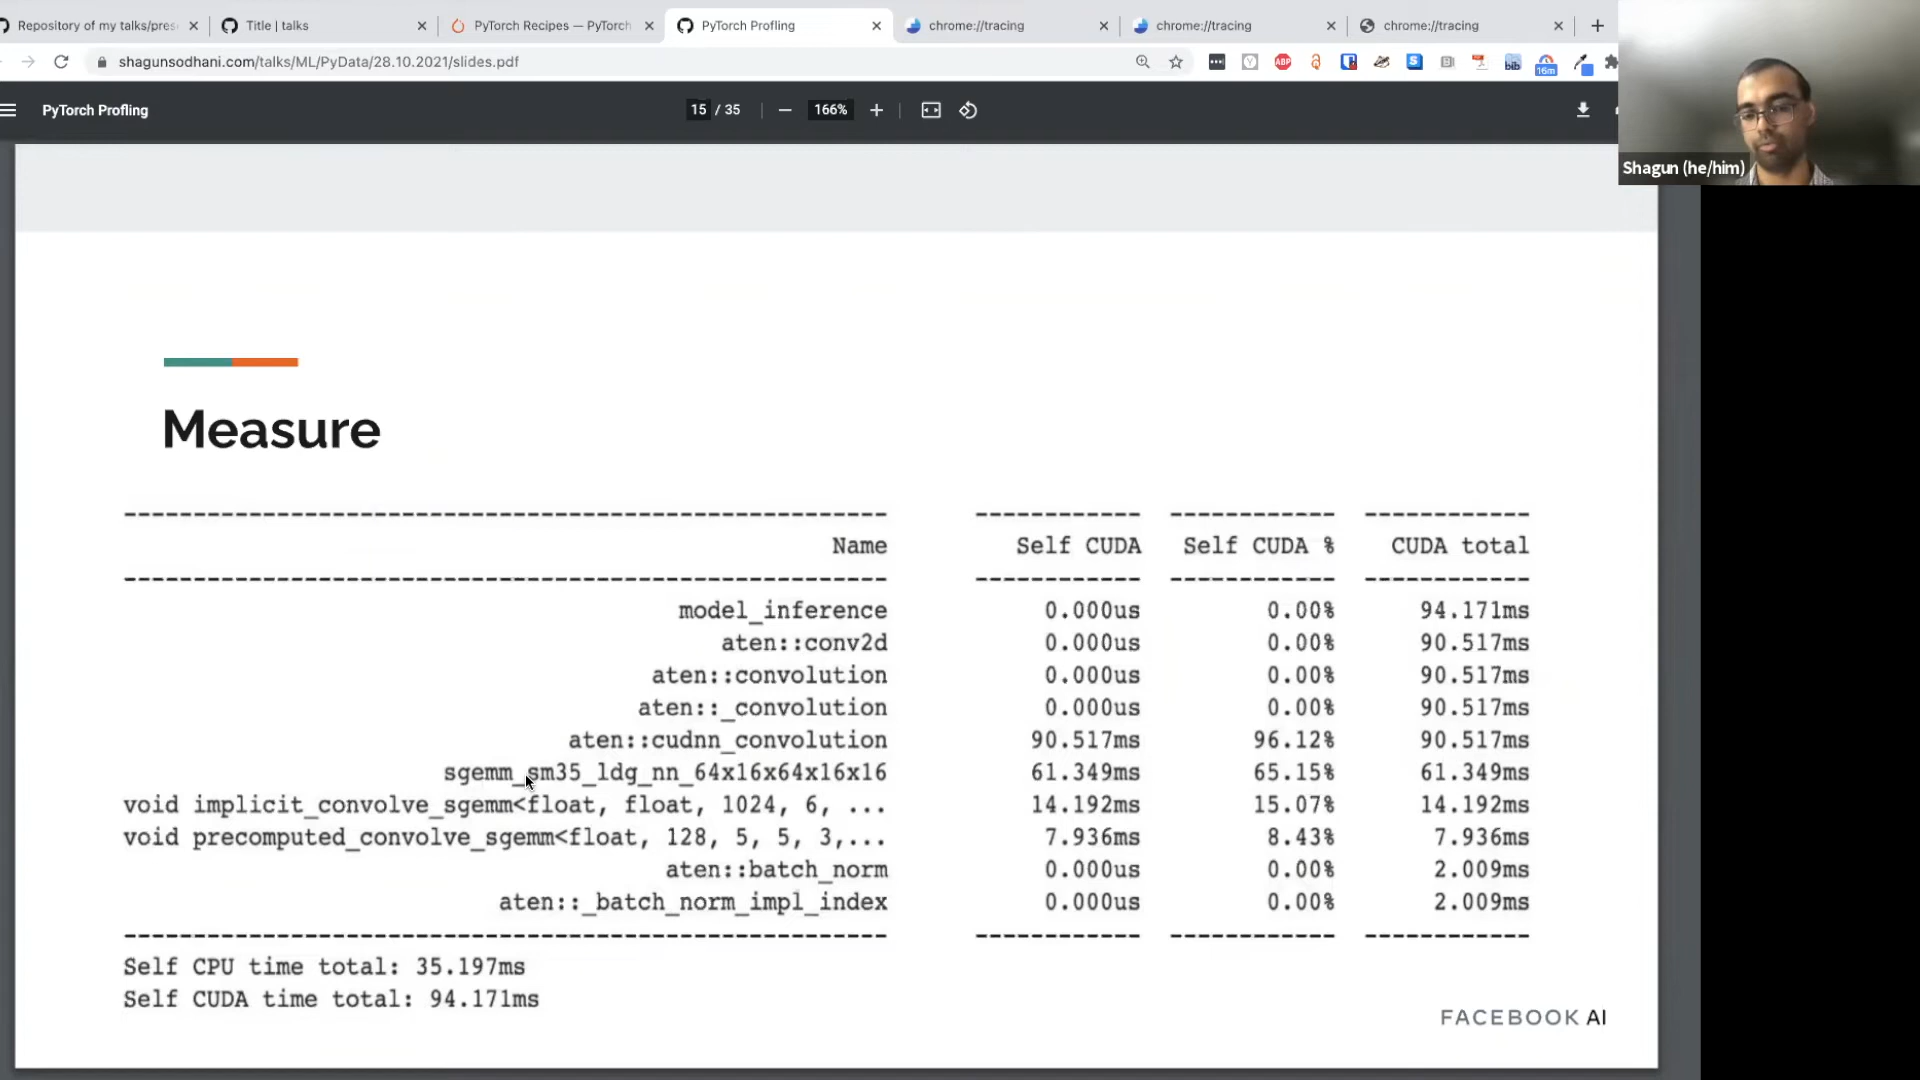 Repository of my talks/pres
Title | talks
PyTorch Recipes — PyTorch
PyTorch Profling
chrome://tracing
chrome://tracing
chrome://tracing
shagunsodhani.com/talks/ML/PyData/28.10.2021/slides.pdf
ABP
bib
16m
PyTorch Profling
15 / 35
166%
Shagun (he/him)
Measure
Name Self CUDA Self CUDA % CUDA total
model_inference 0.000us 0.00% 94.171ms
aten::conv2d 0.000us 0.00% 90.517ms
aten::convolution 0.000us 0.00% 90.517ms
aten::_convolution 0.000us 0.00% 90.517ms
aten::cudnn_convolution 90.517ms 96.12% 90.517ms
sgemm_sm35_ldg_nn_64x16x64x16x16 61.349ms 65.15% 61.349ms
void implicit_convolve_sgemm<float, float, 1024, 6, ... 14.192ms 15.07% 14.192ms
void precomputed_convolve_sgemm<float, 128, 5, 5, 3,... 7.936ms 8.43% 7.936ms
aten::batch_norm 0.000us 0.00% 2.009ms
aten::_batch_norm_impl_index 0.000us 0.00% 2.009ms
Self CPU time total: 35.197ms
Self CUDA time total: 94.171ms
FACEBOOK AI